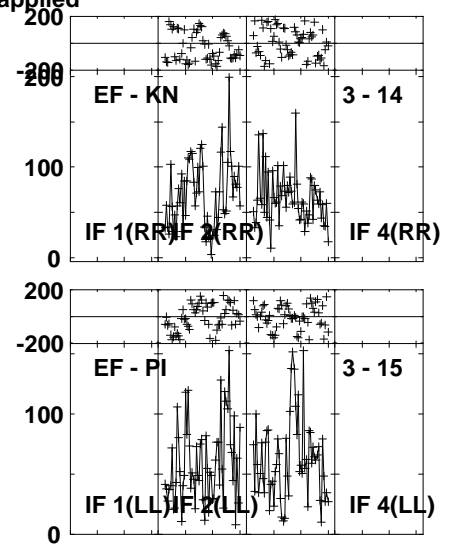 applied
200
-200
200
EF - KN 3 - 14
100
IF 1(RR) IF 2(RR) IF 4(RR)
0
200
-200
EF - PI 3 - 15
100
IF 1(LL) IF 2(LL) IF 4(LL)
0